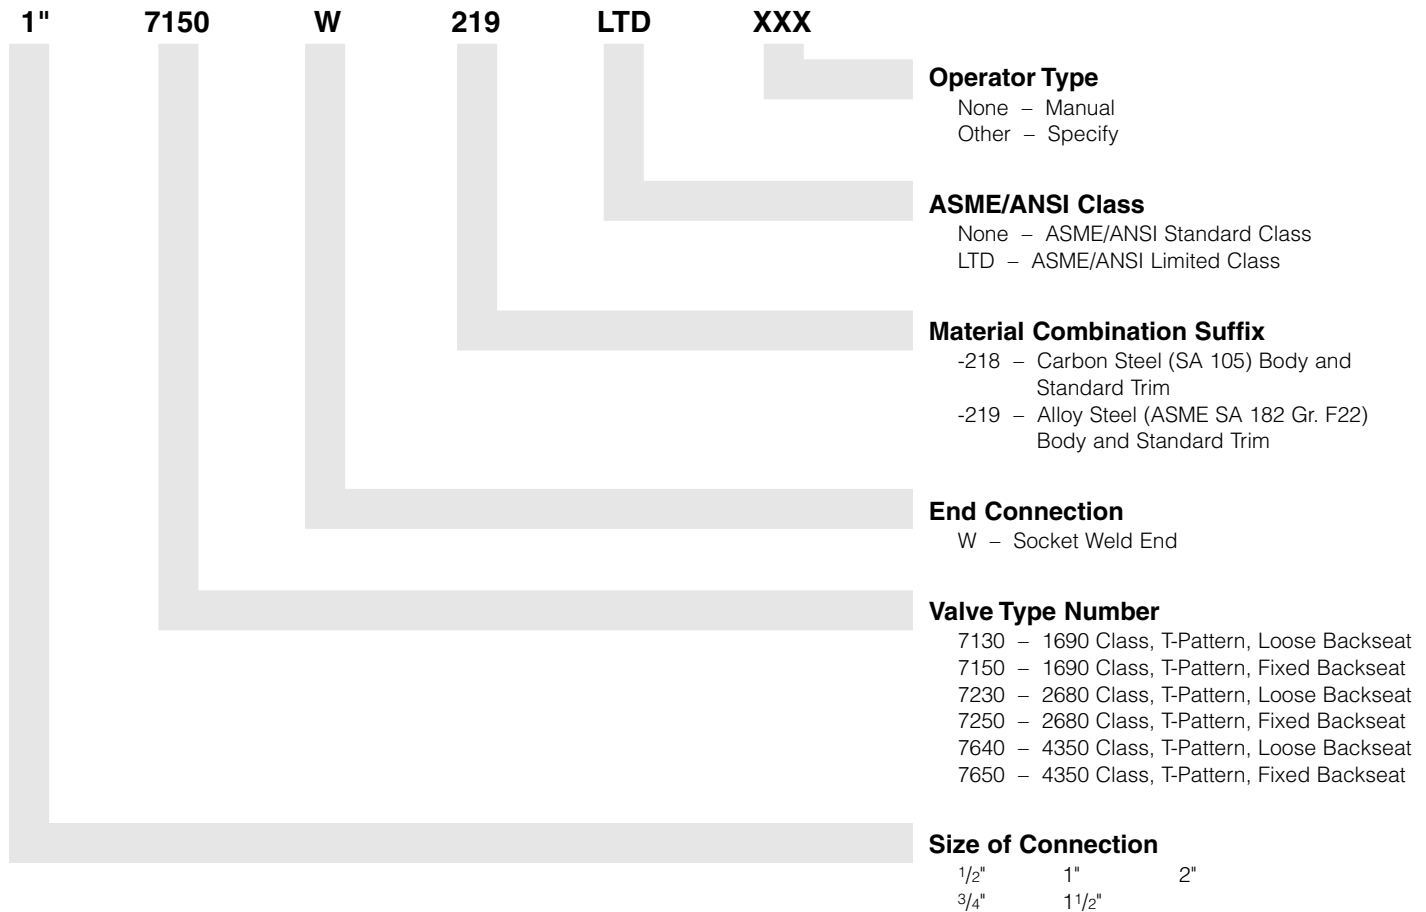 1" 7150 W 219 LTD XXX
Operator Type
None – Manual
Other – Specify
ASME/ANSI Class
None – ASME/ANSI Standard Class
LTD – ASME/ANSI Limited Class
Material Combination Suffix
-218 – Carbon Steel (SA 105) Body and
Standard Trim
-219 – Alloy Steel (ASME SA 182 Gr. F22)
Body and Standard Trim
End Connection
W – Socket Weld End
Valve Type Number
7130 – 1690 Class, T-Pattern, Loose Backseat
7150 – 1690 Class, T-Pattern, Fixed Backseat
7230 – 2680 Class, T-Pattern, Loose Backseat
7250 – 2680 Class, T-Pattern, Fixed Backseat
7640 – 4350 Class, T-Pattern, Loose Backseat
7650 – 4350 Class, T-Pattern, Fixed Backseat
Size of Connection
1/2" 1" 2"
3/4" 11/2"